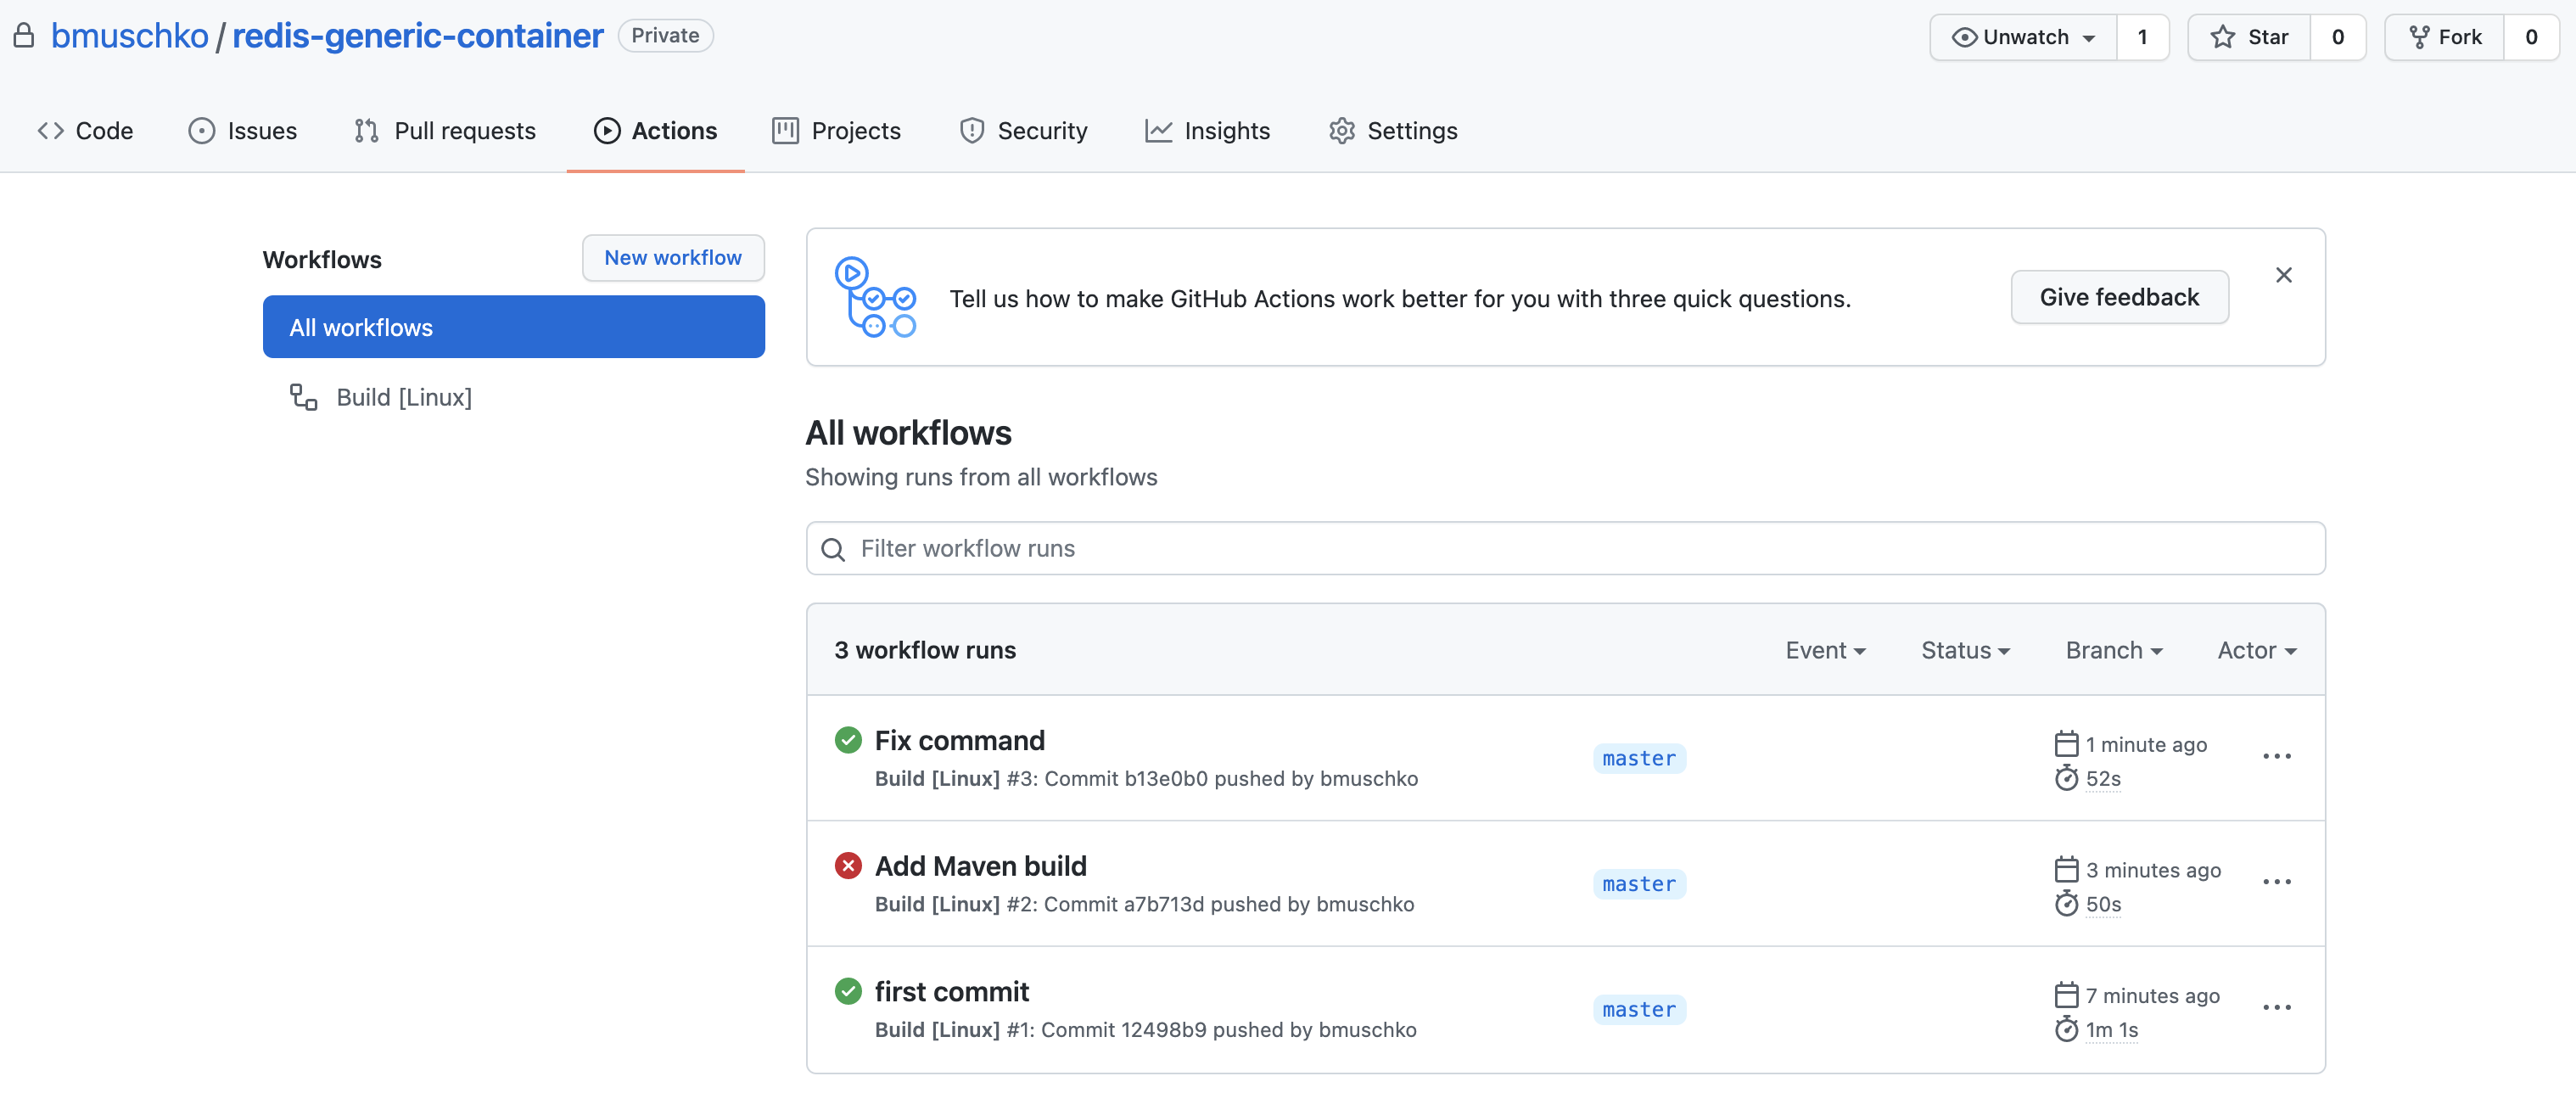 bmuschko / redis-generic-container Private Unwatch 1 Star 0 Fork 0
Code Issues Pull requests Actions Projects Security Insights Settings
Workflows New workflow
All workflows
Build [Linux]
Tell us how to make GitHub Actions work better for you with three quick questions. Give feedback
All workflows
Showing runs from all workflows
Filter workflow runs
3 workflow runs Event Status Branch Actor
Fix command
Build [Linux] #3: Commit b13e0b0 pushed by bmuschko
master
1 minute ago
52s
Add Maven build
Build [Linux] #2: Commit a7b713d pushed by bmuschko
master
3 minutes ago
50s
first commit
Build [Linux] #1: Commit 12498b9 pushed by bmuschko
master
7 minutes ago
1m 1s